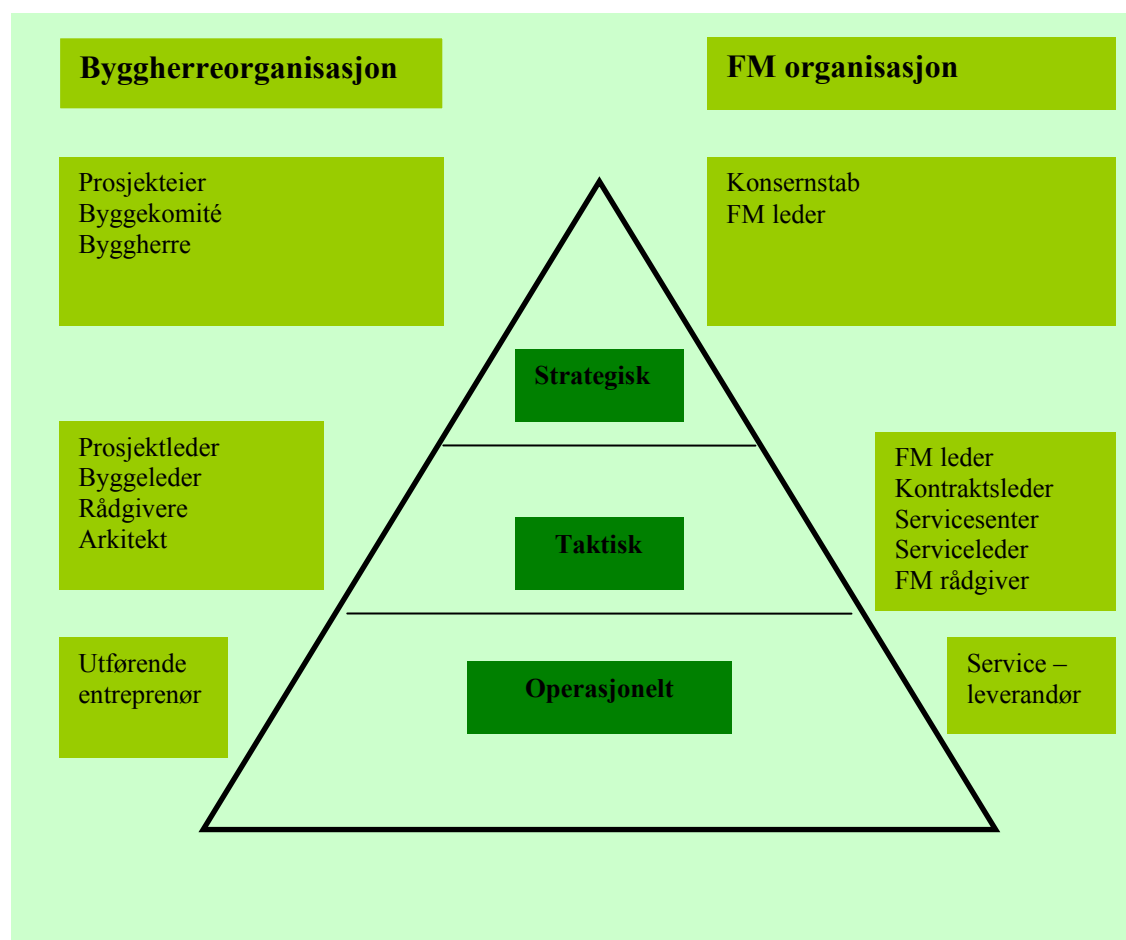 Byggherreorganisasjon
FM organisasjon
Prosjekteier
Byggekomité
Byggherre
Konsernstab
FM leder
Strategisk
Prosjektleder
Byggeleder
Rådgivere
Arkitekt
Taktisk
FM leder
Kontraktsleder
Servicesenter
Serviceleder
FM rådgiver
Utførende
entreprenør
Operasjonelt
Service –
leverandør